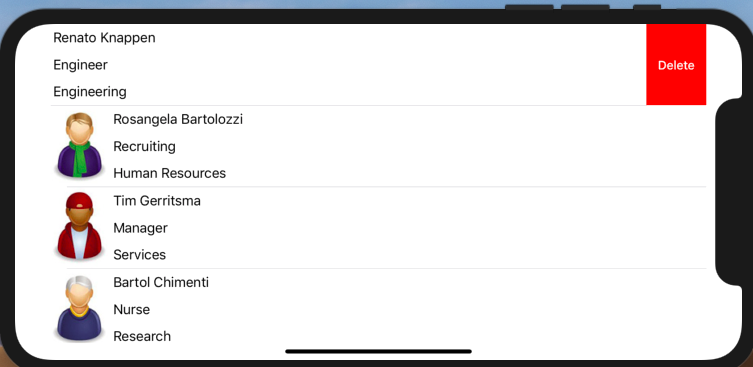 Renato Knappen
Engineer
Engineering
Delete
Rosangela Bartolozzi
Recruiting
Human Resources
Tim Gerritsma
Manager
Services
Bartol Chimenti
Nurse
Research